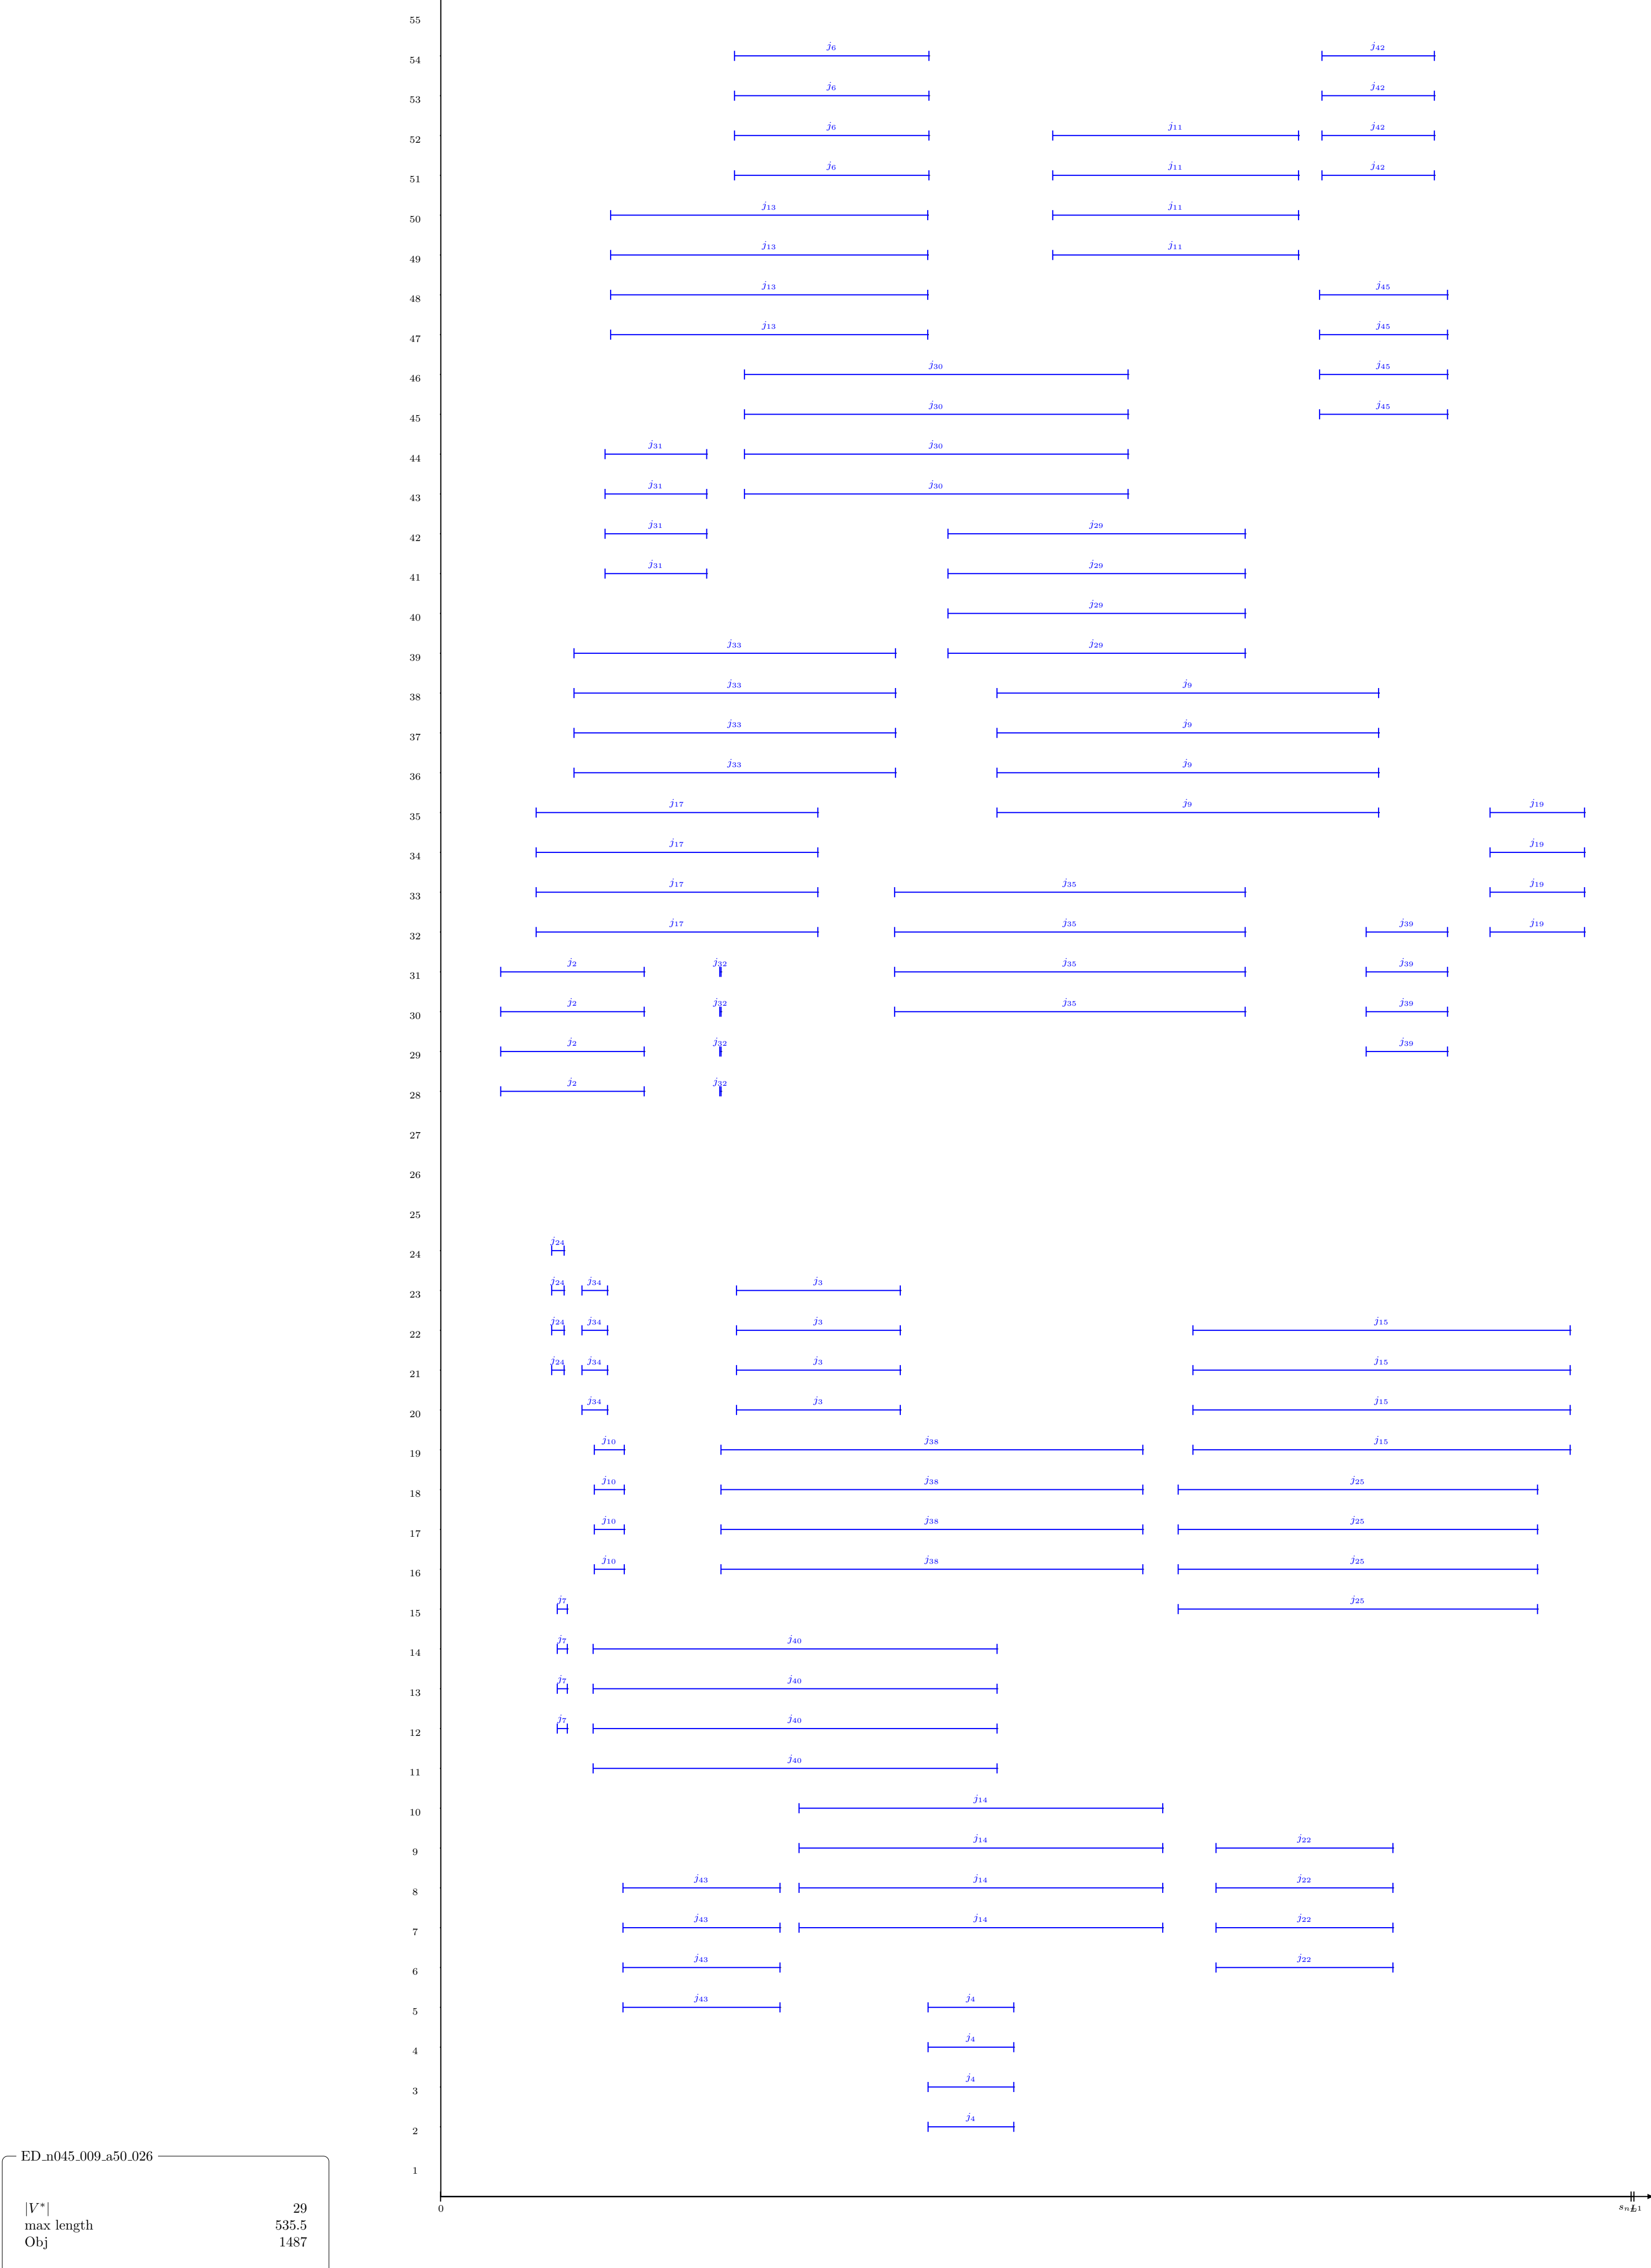 55
j6 j42
54
j6 j42
53
j6 j11 j42
52
j6 j11 j42
51
j13 j11
50
j13 j11
49
j13 j45
48
j13 j45
47
j30 j45
46
j30 j45
45
j31 j30
44
j31 j30
43
j31 j29
42
j31 j29
41
j29
40
j33 j29
39
j33 j9
38
j33 j9
37
j33 j9
36
j17 j9 j19
35
j17 j19
34
j17 j35 j19
33
j17 j35 j39 j19
32
j2 j32 j35 j39
31
j2 j32 j35 j39
30
j2 j32 j39
29
j2 j32
28
27
26
25
j24
24
j24 j34 j3
23
j24 j34 j3 j15
22
j24 j34 j3 j15
21
j34 j3 j15
20
j10 j38 j15
19
j10 j38 j25
18
j10 j38 j25
17
j10 j38 j25
16
j7 j25
15
j7 j40
14
j7 j40
13
j7 j40
12
j40
11
j14
10
j14 j22
9
j43 j14 j22
8
j43 j14 j22
7
j43 j22
6
j43 j4
5
j4
4
j4
3
j4
2
1
0
ED_n045_009_a50_026
|V*| 29
max length 535.5
Obj 1487